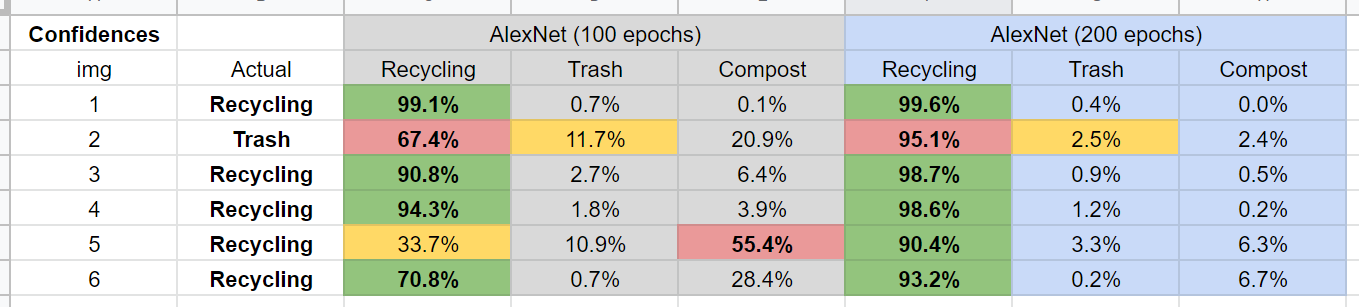 Confidences AlexNet (100 epochs) AlexNet (200 epochs)
img Actual Recycling Trash Compost Recycling Trash Compost
1 Recycling 99.1% 0.7% 0.1% 99.6% 0.4% 0.0%
2 Trash 67.4% 11.7% 20.9% 95.1% 2.5% 2.4%
3 Recycling 90.8% 2.7% 6.4% 98.7% 0.9% 0.5%
4 Recycling 94.3% 1.8% 3.9% 98.6% 1.2% 0.2%
5 Recycling 33.7% 10.9% 55.4% 90.4% 3.3% 6.3%
6 Recycling 70.8% 0.7% 28.4% 93.2% 0.2% 6.7%